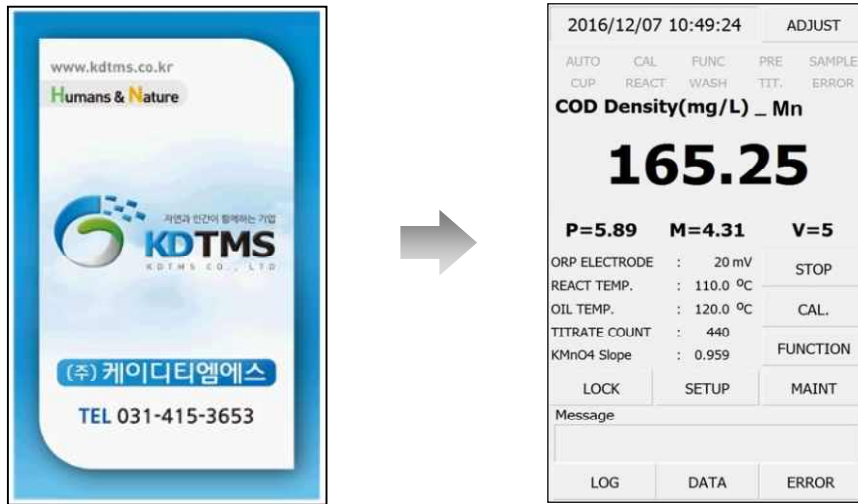 www.kdtms.co.kr
Humans & Nature
자연과 인간이 함께하는 기업
KDTMS
KDTMS CO., LTD
(주)케이디티엠에스
TEL 031-415-3653
2016/12/07 10:49:24 ADJUST
AUTO CAL FUNC PRE SAMPLE
CUP REACT WASH TIT. ERROR
COD Density(mg/L) _ Mn
165.25
P=5.89 M=4.31 V=5
ORP ELECTRODE : 20 mV
REACT TEMP. : 110.0 ⁰C
OIL TEMP. : 120.0 ⁰C
TITRATE COUNT : 440
KMnO4 Slope : 0.959
STOP
CAL.
FUNCTION
LOCK SETUP MAINT
Message
LOG DATA ERROR